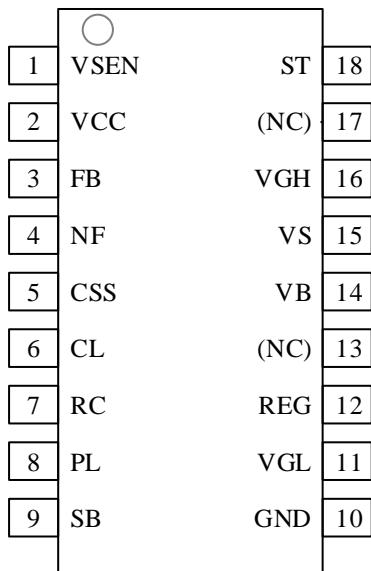 1 VSEN ST 18
2 VCC (NC) 17
3 FB VGH 16
4 NF VS 15
5 CSS VB 14
6 CL (NC) 13
7 RC REG 12
8 PL VGL 11
9 SB GND 10